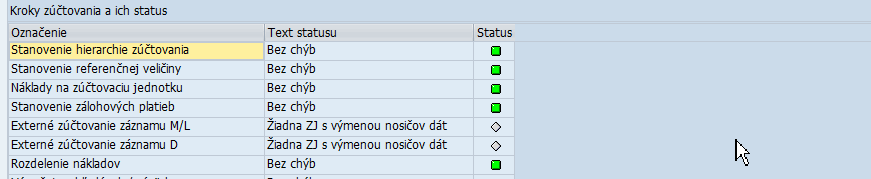 Kroky zúčtovania a ich status
Označenie Text statusu Status
Stanovenie hierarchie zúčtovania Bez chýb
Stanovenie referenčnej veličiny Bez chýb
Náklady na zúčtovaciu jednotku Bez chýb
Stanovenie zálohových platieb Bez chýb
Externé zúčtovanie záznamu M/L Žiadna ZJ s výmenou nosičov dát
Externé zúčtovanie záznamu D Žiadna ZJ s výmenou nosičov dát
Rozdelenie nákladov Bez chýb